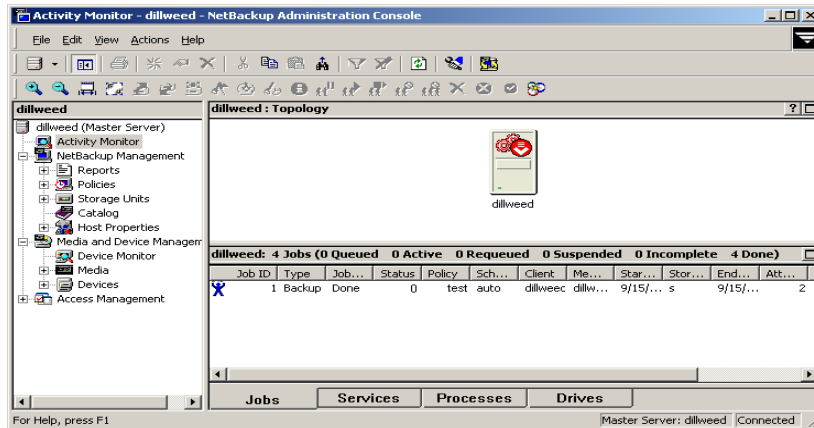 Activity Monitor - dillweed - NetBackup Administration Console
File Edit View Actions Help
dillweed
dillweed (Master Server)
Activity Monitor
NetBackup Management
Reports
Policies
Storage Units
Catalog
Host Properties
Media and Device Managem
Device Monitor
Media
Devices
Access Management
dillweed : Topology
dillweed
dillweed: 4 Jobs (0 Queued 0 Active 0 Requeued 0 Suspended 0 Incomplete 4 Done)
Job ID Type Job... Status Policy Sch... Client Me... Star... Stor... End... Att...
1 Backup Done 0 test auto dillweec dillw... 9/15/... s 9/15/... 2
Jobs Services Processes Drives
For Help, press F1 Master Server: dillweed Connected